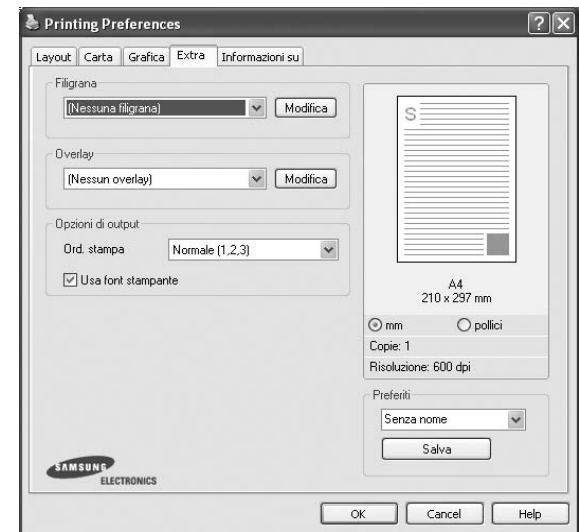 Printing Preferences
Layout Carta Grafica Extra Informazioni su
Filigrana
(Nessuna filigrana) Modifica
Overlay
(Nessun overlay) Modifica
Opzioni di output
Ord. stampa Normale (1,2,3)
Usa font stampante
S
A4
210 x 297 mm
mm pollici
Copie: 1
Risoluzione: 600 dpi
Preferiti
Senza nome
Salva
SAMSUNG
ELECTRONICS
OK Cancel Help